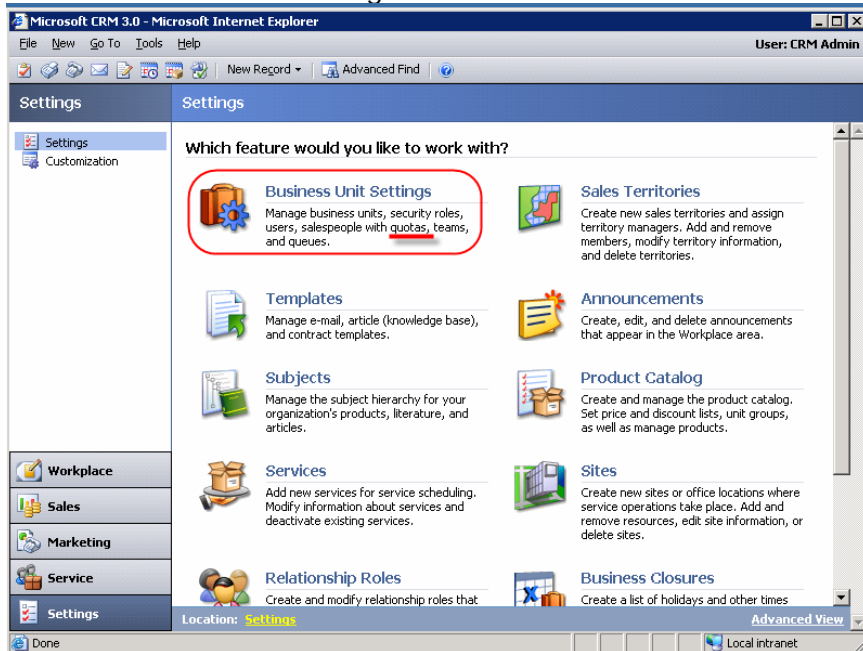 Microsoft CRM 3.0 - Microsoft Internet Explorer
File New Go To Tools Help
User: CRM Admin
New Record
Advanced Find
Settings
Settings
Settings
Customization
Which feature would you like to work with?
Business Unit Settings
Manage business units, security roles,
users, salespeople with quotas, teams,
and queues.
Sales Territories
Create new sales territories and assign
territory managers. Add and remove
members, modify territory information,
and delete territories.
Templates
Manage e-mail, article (knowledge base),
and contract templates.
Announcements
Create, edit, and delete announcements
that appear in the Workplace area.
Subjects
Manage the subject hierarchy for your
organization's products, literature, and
articles.
Product Catalog
Create and manage the product catalog.
Set price and discount lists, unit groups,
as well as manage products.
Services
Add new services for service scheduling.
Modify information about services and
deactivate existing services.
Sites
Create new sites or office locations where
service operations take place. Add and
remove resources, edit site information, or
delete sites.
Relationship Roles
Create and modify relationship roles that
Business Closures
Create a list of holidays and other times
Workplace
Sales
Marketing
Service
Settings
Location: Settings
Advanced View
Done
Local intranet